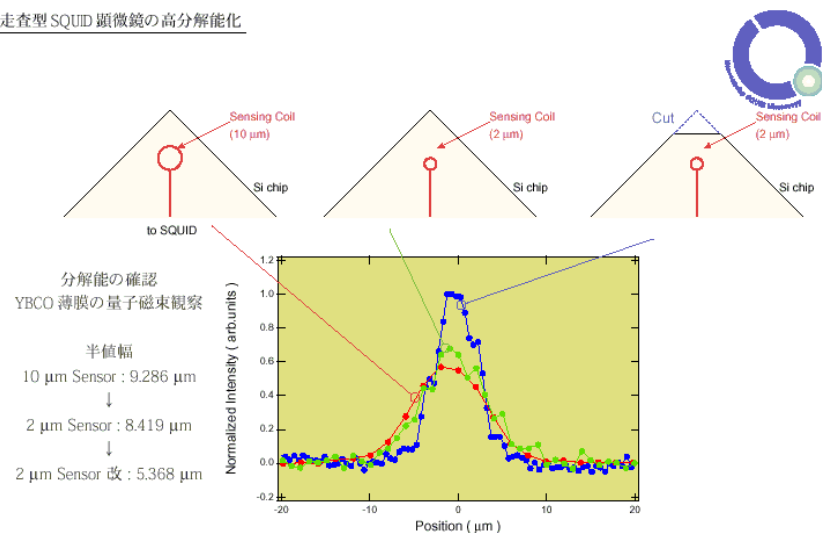 走査型 SQUID 顕微鏡の高分解能化
Sensing Coil
(10 μm)
Si chip
to SQUID
Sensing Coil
(2 μm)
Si chip
Cut
Sensing Coil
(2 μm)
Si chip
分解能の確認
YBCO 薄膜の量子磁束観察
半値幅
10 μm Sensor : 9.286 μm
↓
2 μm Sensor : 8.419 μm
↓
2 μm Sensor 改 : 5.368 μm
Normalized Intensity ( arb.units )
1.2
1.0
0.8
0.6
0.4
0.2
0.0
-0.2
-20
-10
0
10
20
Position ( μm )